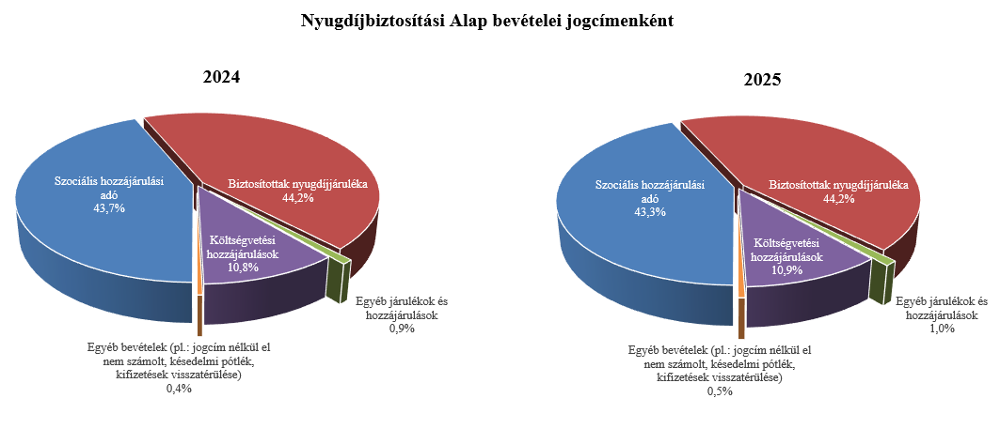 Nyugdíjbiztosítási Alap bevételei jogcímenként
2024
Szociális hozzájárulási
adó
43,7%
Biztosítottak nyugdíjjáruléka
44,2%
Költségvetési
hozzájárulások
10,8%
Egyéb járulékok és
hozzájárulások
0,9%
Egyéb bevételek (pl.: jogcím nélkül el
nem számolt, késedelmi pótlék,
kifizetések visszatérülése)
0,4%
2025
Szociális hozzájárulási
adó
43,3%
Biztosítottak nyugdíjjáruléka
44,2%
Költségvetési
hozzájárulások
10,9%
Egyéb járulékok és
hozzájárulások
1,0%
Egyéb bevételek (pl.: jogcím nélkül el
nem számolt, késedelmi pótlék,
kifizetések visszatérülése)
0,5%